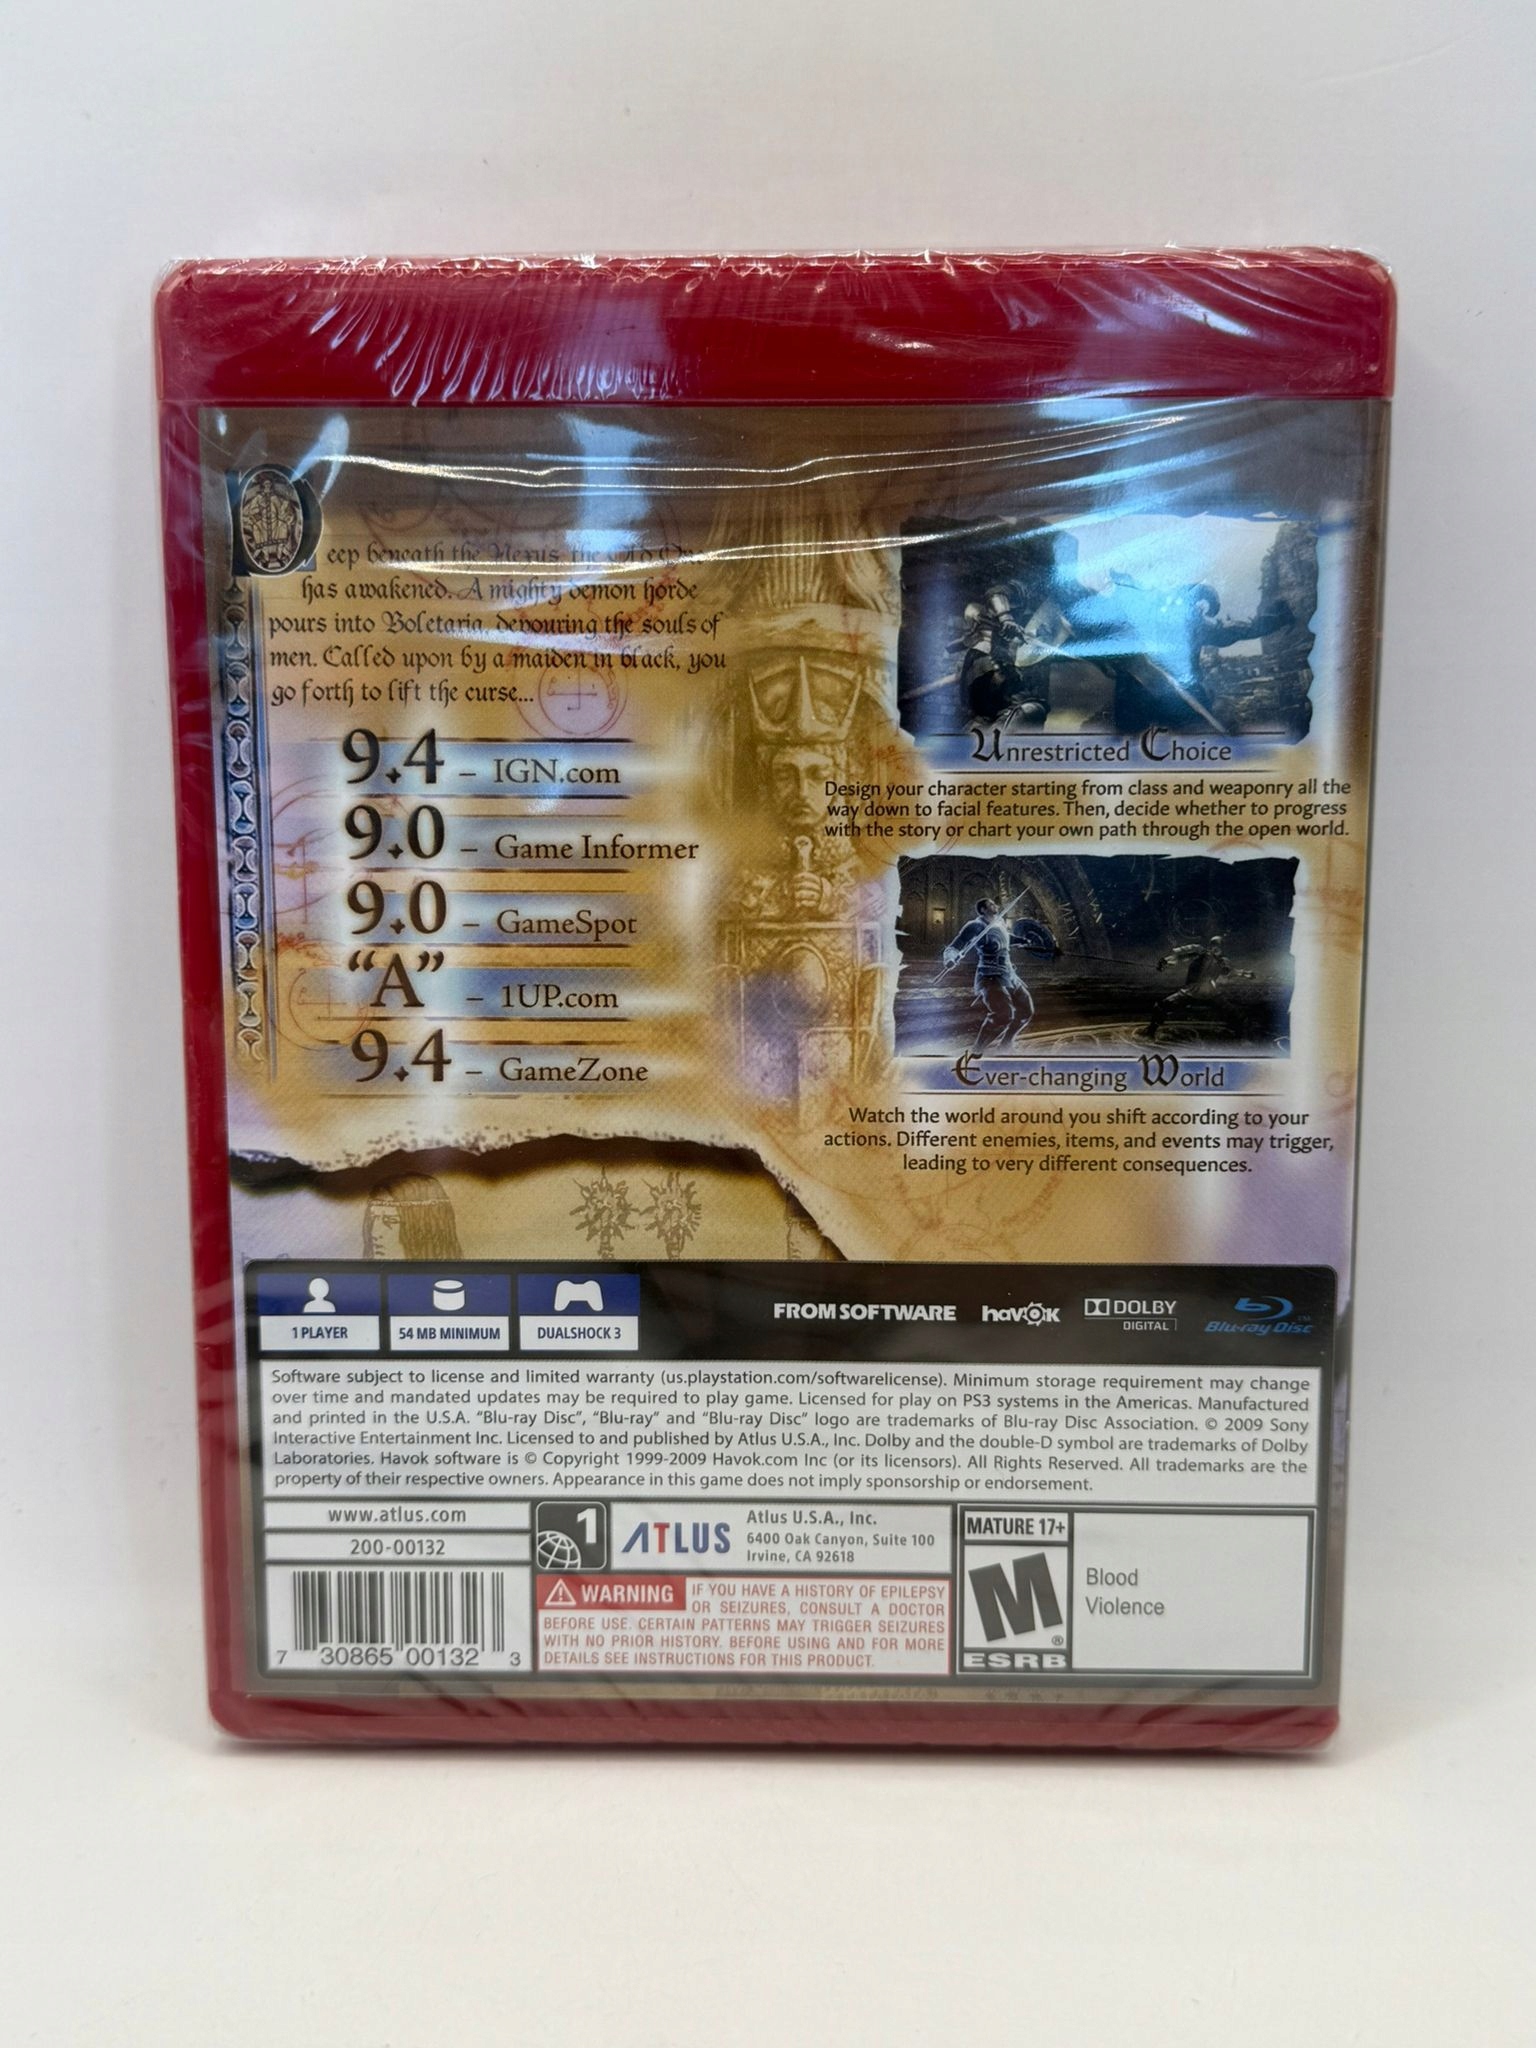 Deep beneath the Nexus, the Old One
has awakened. A mighty demon horde
pours into Boletaria, devouring the souls of
men. Called upon by a maiden in black, you
go forth to lift the curse...
9.4 – IGN.com
9.0 – Game Informer
9.0 – GameSpot
“A” – 1UP.com
9.4 – GameZone
Unrestricted Choice
Design your character starting from class and weaponry all the
way down to facial features. Then, decide whether to progress
with the story or chart your own path through the open world.
Ever-changing World
Watch the world around you shift according to your
actions. Different enemies, items, and events may trigger,
leading to very different consequences.
1 PLAYER
54 MB MINIMUM
DUALSHOCK 3
FROMSOFTWARE
havok
DOLBY
DIGITAL
Blu-ray Disc™
Software subject to license and limited warranty (us.playstation.com/softwarelicense). Minimum storage requirement may change
over time and mandated updates may be required to play game. Licensed for play on PS3 systems in the Americas. Manufactured
and printed in the U.S.A. “Blu-ray Disc”, “Blu-ray” and “Blu-ray Disc” logo are trademarks of Blu-ray Disc Association. © 2009 Sony
Interactive Entertainment Inc. Licensed to and published by Atlus U.S.A., Inc. Dolby and the double-D symbol are trademarks of Dolby
Laboratories. Havok software is © Copyright 1999-2009 Havok.com Inc (or its licensors). All Rights Reserved. All trademarks are the
property of their respective owners. Appearance in this game does not imply sponsorship or endorsement.
www.atlus.com
200-00132
7 30865 00132 3
1
ATLUS
Atlus U.S.A., Inc.
6400 Oak Canyon, Suite 100
Irvine, CA 92618
WARNING IF YOU HAVE A HISTORY OF EPILEPSY
OR SEIZURES, CONSULT A DOCTOR
BEFORE USE. CERTAIN PATTERNS MAY TRIGGER SEIZURES
WITH NO PRIOR HISTORY. BEFORE USING AND FOR MORE
DETAILS SEE INSTRUCTIONS FOR THIS PRODUCT.
MATURE 17+
M
®
ESRB
Blood
Violence